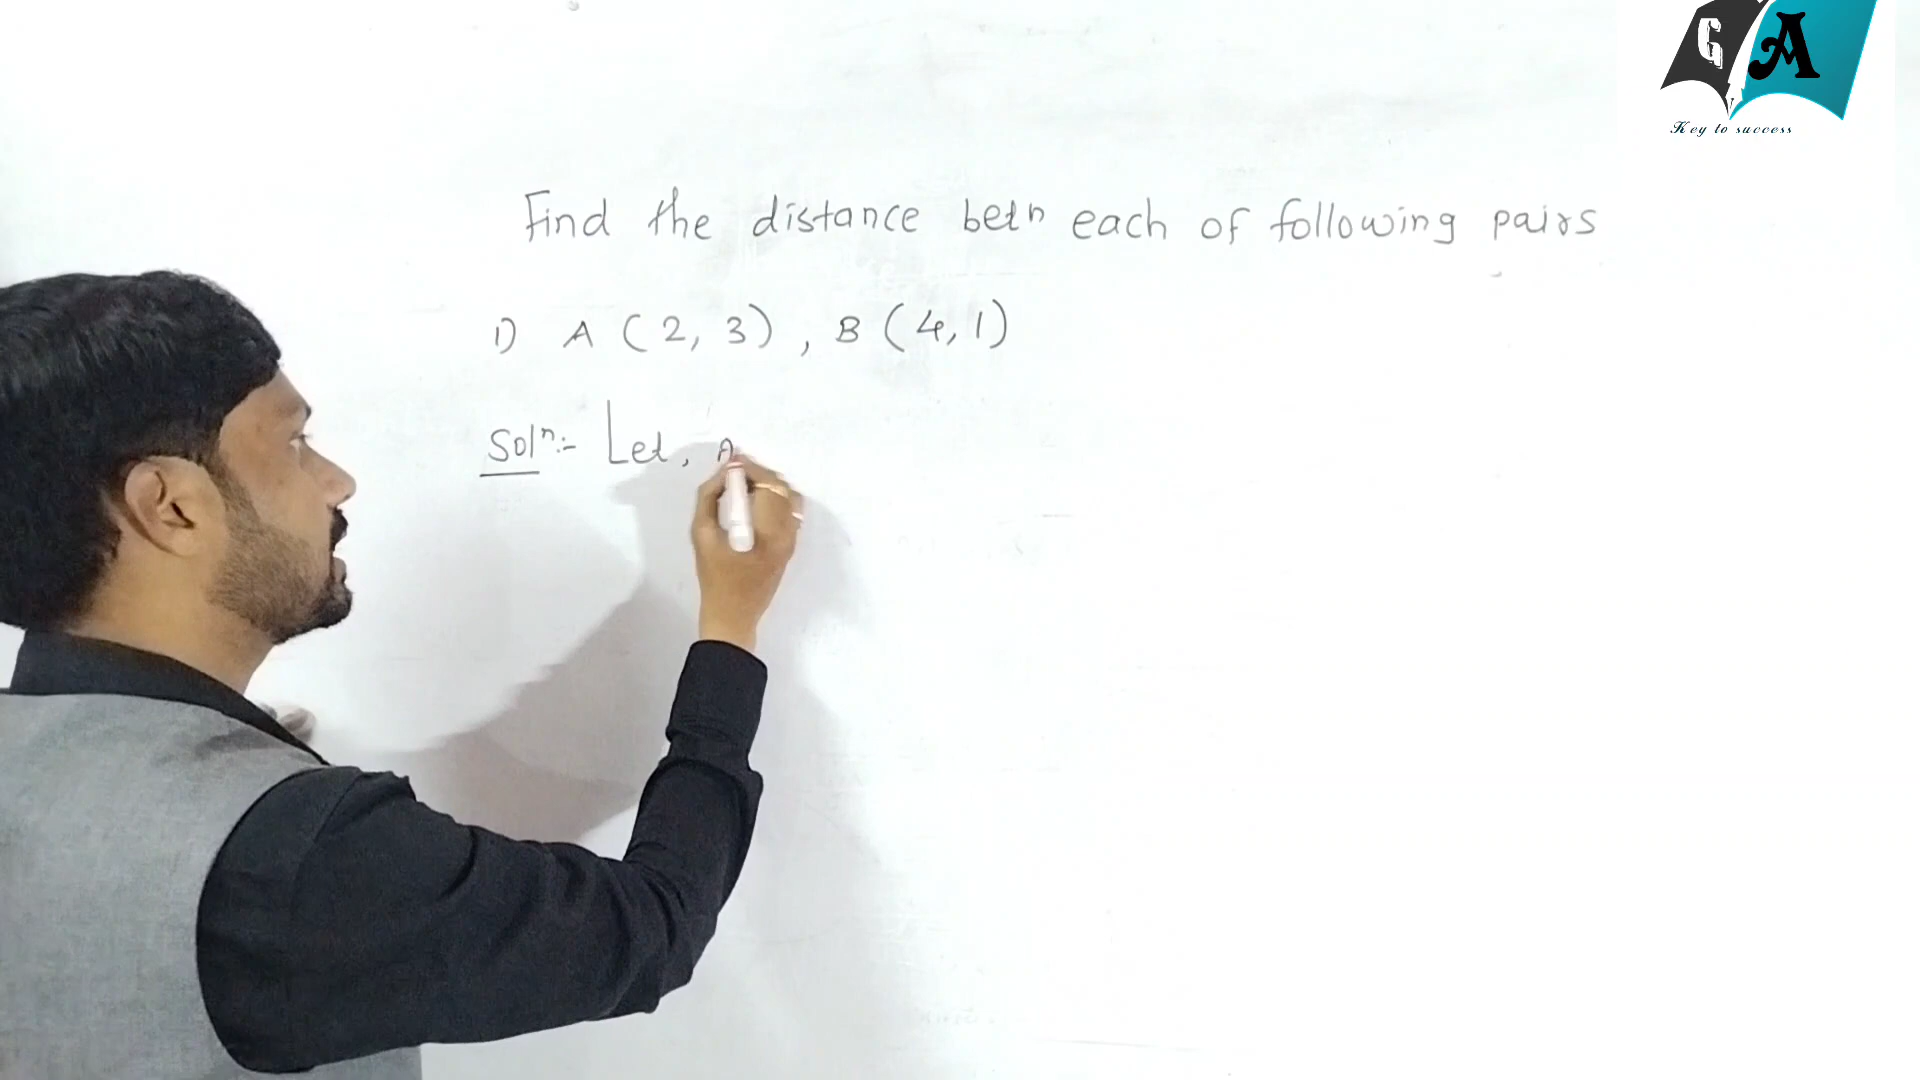 G A
Key to success
Find the distance betn each of following pairs
1) A (2, 3) , B (4, 1)
Solⁿ:- Let, A